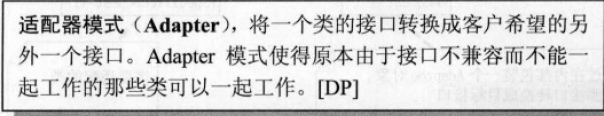 适配器模式（Adapter），将一个类的接口转换成客户希望的另
外一个接口。Adapter 模式使得原本由于接口不兼容而不能一
起工作的那些类可以一起工作。[DP]